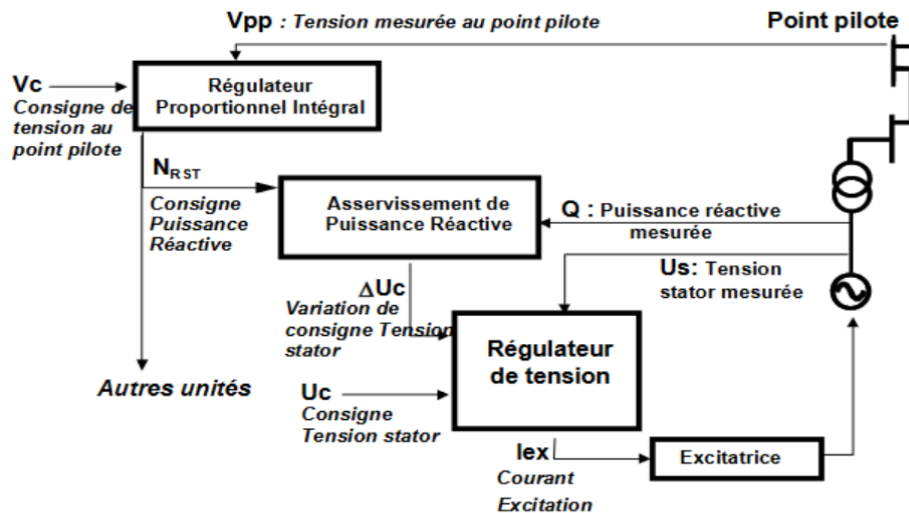 Vpp : Tension mesurée au point pilote
Point pilote
Vc
Consigne de
tension au
point pilote
Régulateur
Proportionnel Intégral
NRST
Consigne
Puissance
Réactive
Asservissement de
Puissance Réactive
Q : Puissance réactive
mesurée
Us: Tension
stator mesurée
ΔUc
Variation de
consigne Tension
stator
Régulateur
de tension
Autres unités
Uc
Consigne
Tension stator
Iex
Courant
Excitation
Excitatrice